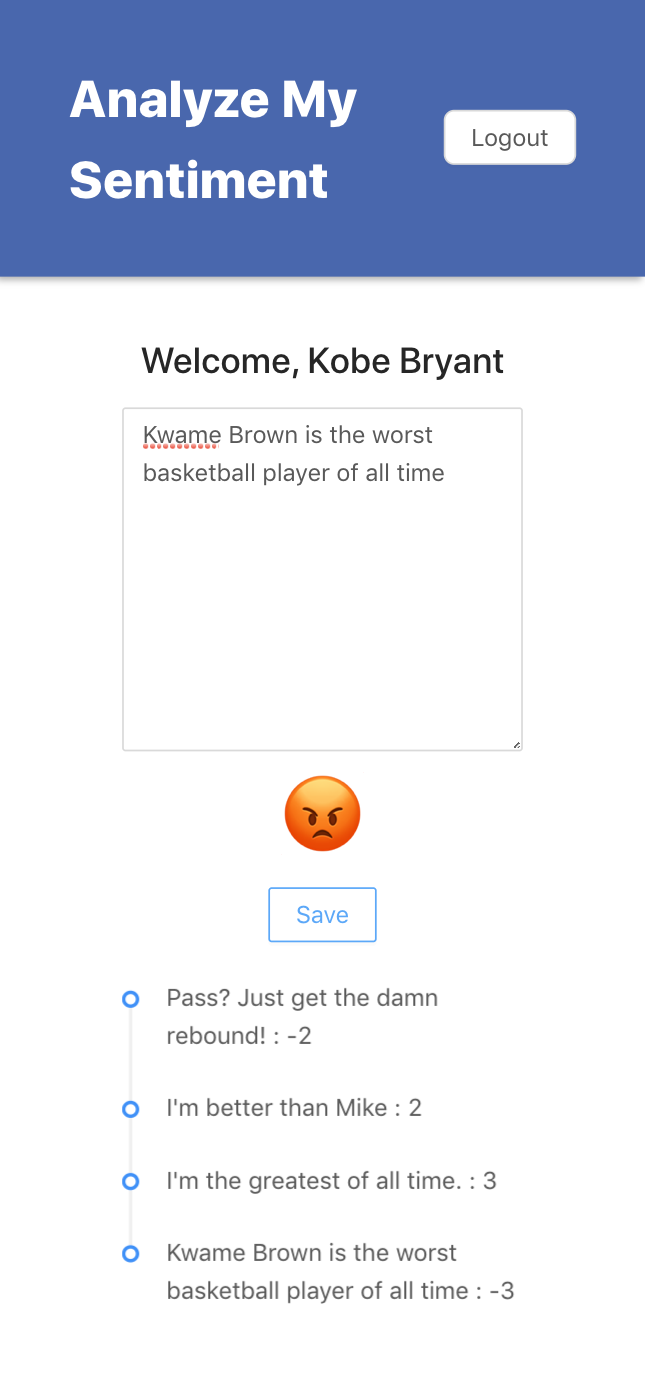 Analyze My
Sentiment
Logout
Welcome, Kobe Bryant
Kwame Brown is the worst
basketball player of all time
Save
Pass? Just get the damn
rebound! : -2
I'm better than Mike : 2
I'm the greatest of all time. : 3
Kwame Brown is the worst
basketball player of all time : -3